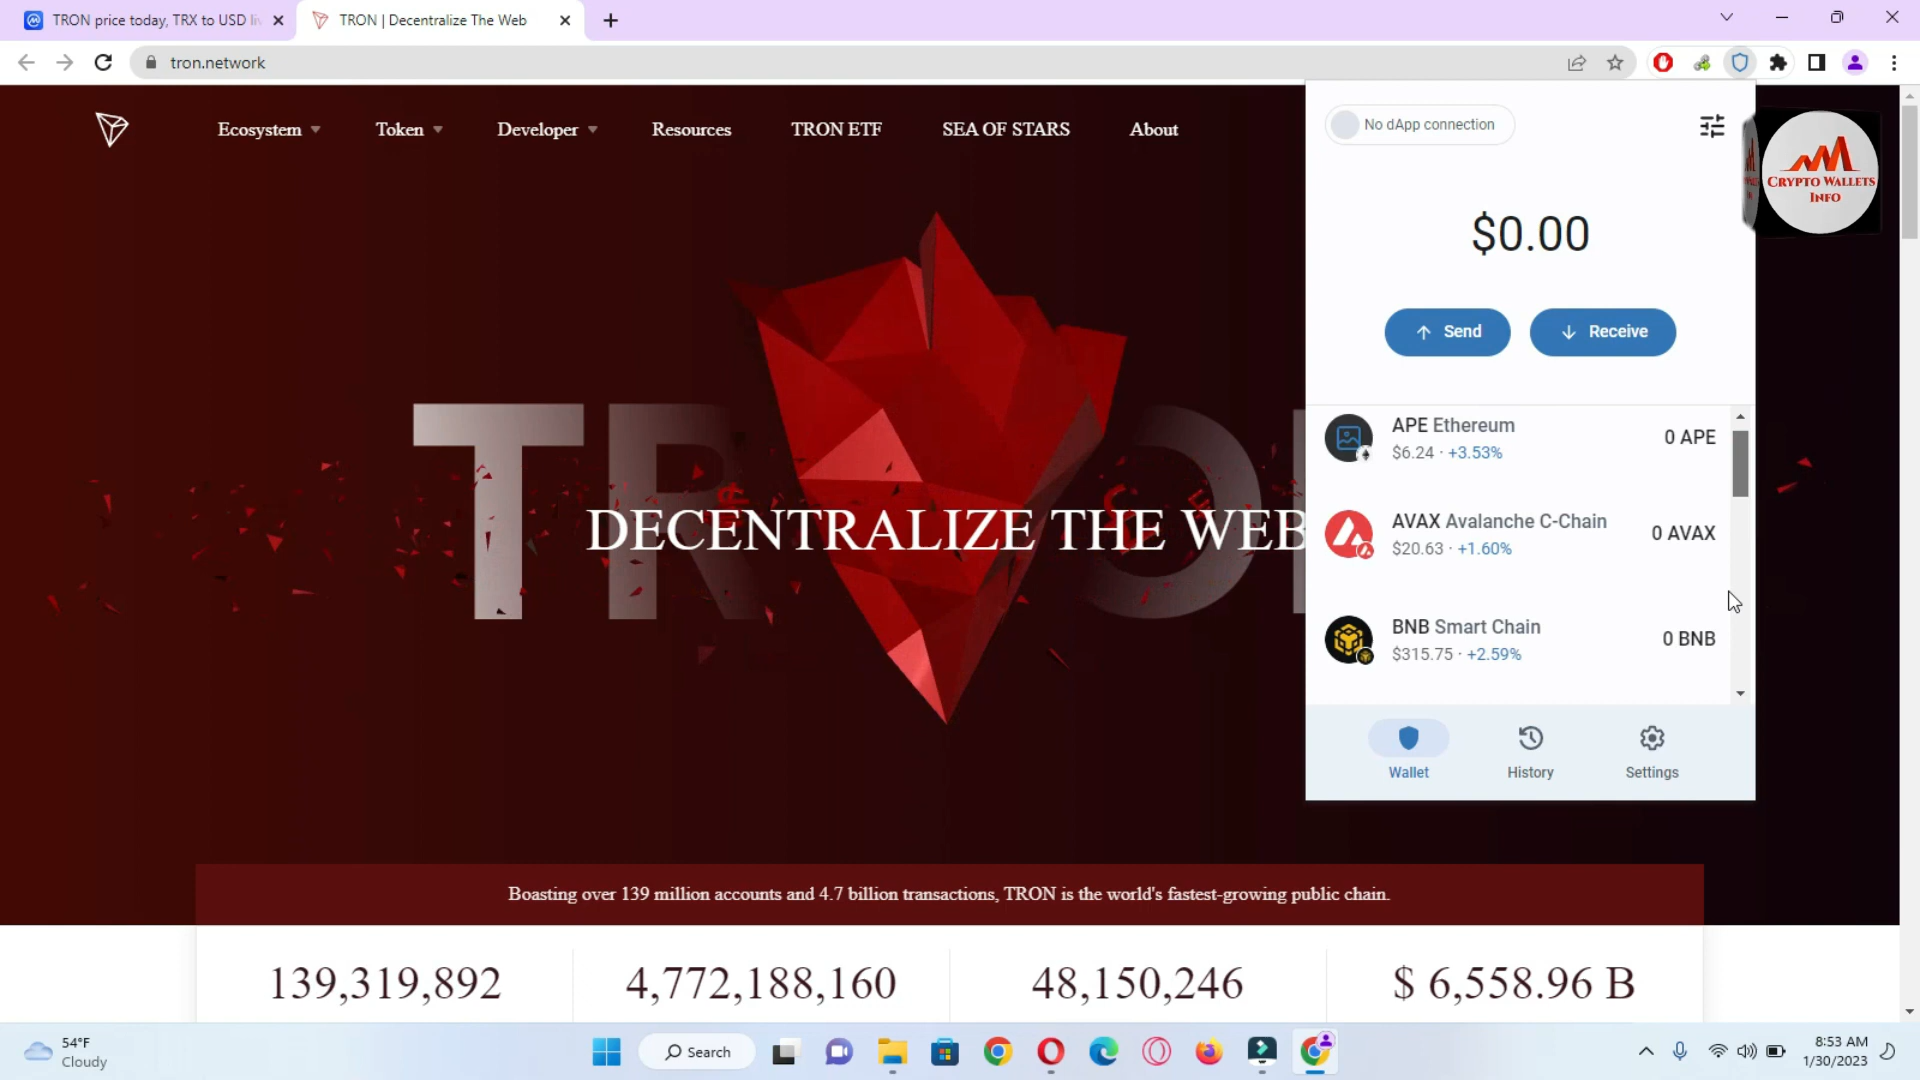 TRON price today, TRX to USD li
TRON | Decentralize The Web
tron.network
Ecosystem
Token
Developer
Resources
TRON ETF
SEA OF STARS
About
No dApp connection
CRYPTO WALLETS
INFO
$0.00
Send
Receive
APE Ethereum
0 APE
$6.24 · +3.53%
TRO
DECENTRALIZE THE WEB
AVAX Avalanche C-Chain
0 AVAX
$20.63 · +1.60%
BNB Smart Chain
0 BNB
$315.75 · +2.59%
Wallet
History
Settings
Boasting over 139 million accounts and 4.7 billion transactions, TRON is the world's fastest-growing public chain.
139,319,892
4,772,188,160
48,150,246
$ 6,558.96 B
54°F
Cloudy
Search
8:53 AM
1/30/2023